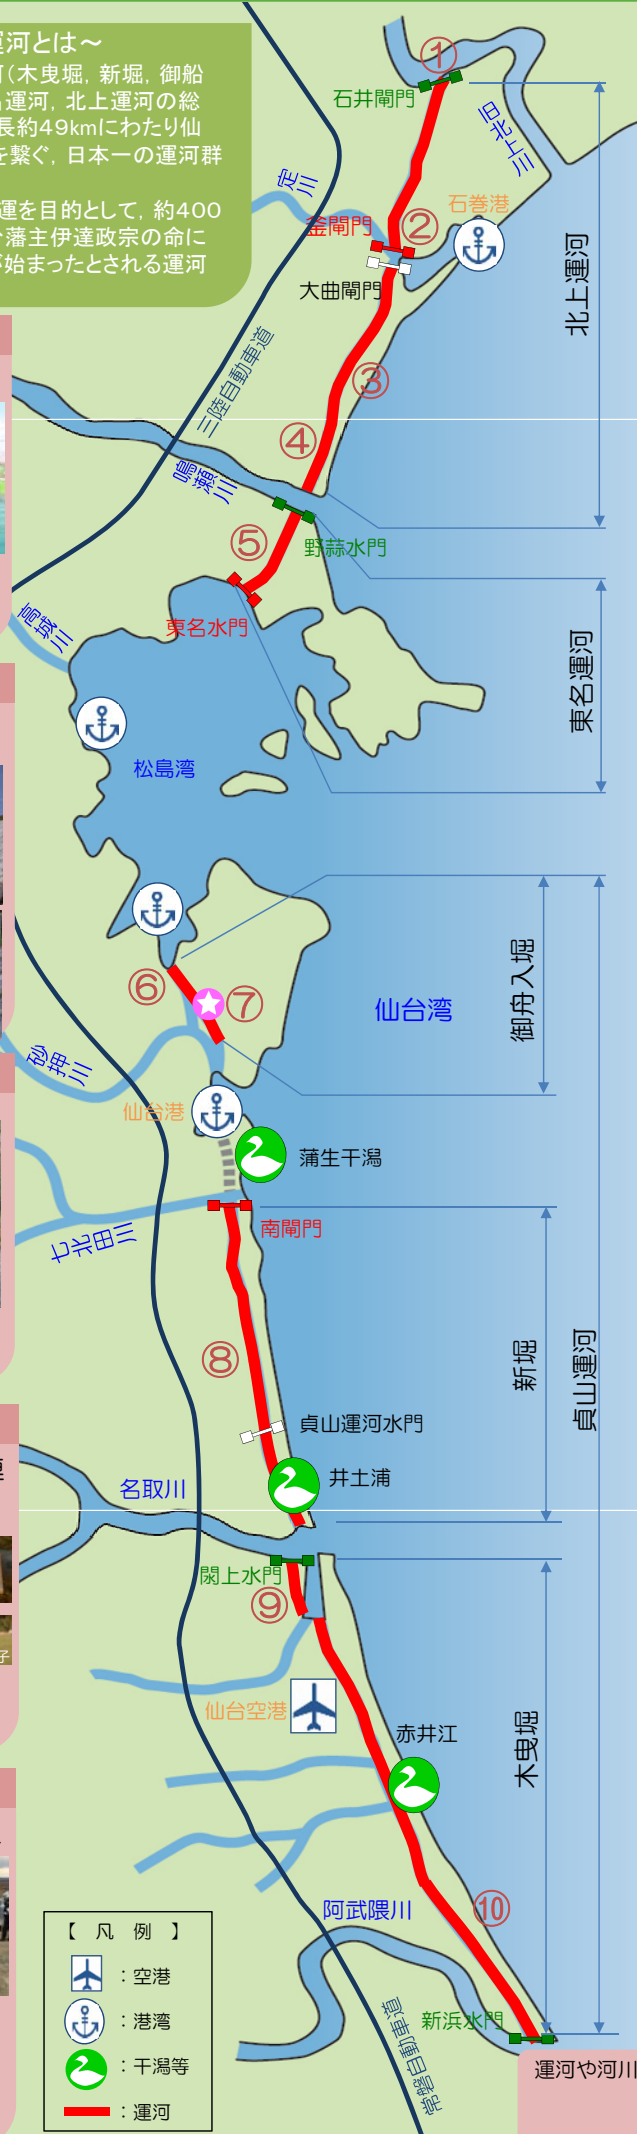 運河とは～
河（木曳堀，新堀，御船
名運河，北上運河の総
長約４９kmにわたり仙
を繋ぐ，日本一の運河群
運を目的として，約４００
藩主伊達政宗の命に
が始まったとされる運河
①
石井閘門
旧北上川
定川
石巻港
釜閘門
②
大曲閘門
北上運河
三陸自動車道
③
④
鳴瀬川
⑤
野蒜水門
高城川
東名水門
東名運河
松島湾
⑥
⑦
仙台湾
御舟入堀
砂押川
仙台港
蒲生干潟
七北田川
南閘門
⑧
新堀
貞山運河
貞山運河水門
井土浦
名取川
閖上水門
⑨
仙台空港
赤井江
木曳堀
阿武隈川
⑩
【 凡 例 】
：空港
：港湾
：干潟等
：運河
常磐自動車道
新浜水門
運河や河川
子